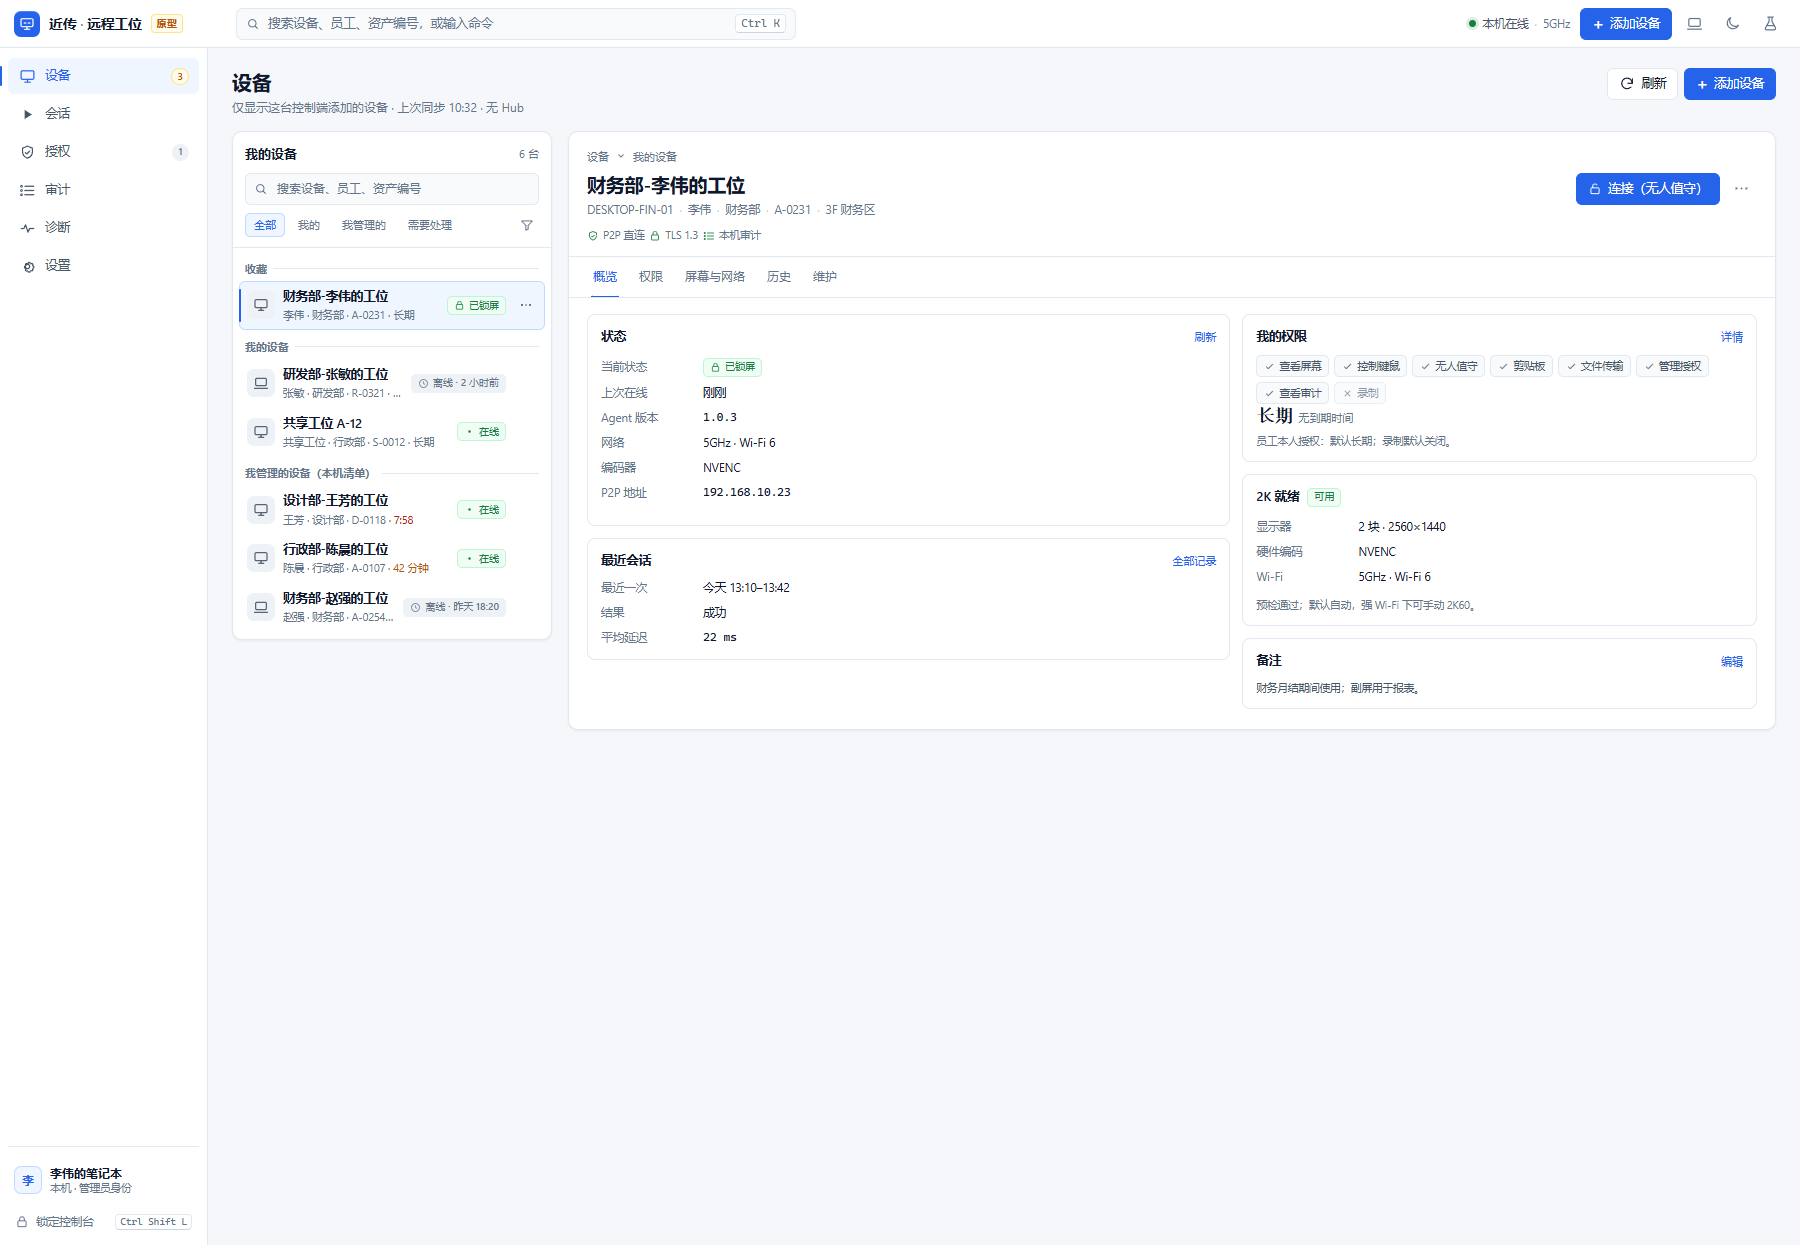 近传 · 远程工位 原型
搜索设备、员工、资产编号，或输入命令 Ctrl K
本机在线 · 5GHz
+ 添加设备
设备 3
会话
授权 1
审计
诊断
设置
李 李伟的笔记本
本机 · 管理员身份
锁定控制台 Ctrl Shift L
设备
仅显示这台控制端添加的设备 · 上次同步 10:32 · 无 Hub
刷新
+ 添加设备
我的设备 6 台
搜索设备、员工、资产编号
全部 我的 我管理的 需要处理
收藏
财务部-李伟的工位
李伟 · 财务部 · A-0231 · 长期
已锁屏
我的设备
研发部-张敏的工位
张敏 · 研发部 · R-0321 · ...
离线 · 2 小时前
共享工位 A-12
共享工位 · 行政部 · S-0012 · 长期
在线
我管理的设备（本机清单）
设计部-王芳的工位
王芳 · 设计部 · D-0118 · 7:58
在线
行政部-陈晨的工位
陈晨 · 行政部 · A-0107 · 42 分钟
在线
财务部-赵强的工位
赵强 · 财务部 · A-0254...
离线 · 昨天 18:20
设备 我的设备
财务部-李伟的工位
DESKTOP-FIN-01 · 李伟 · 财务部 · A-0231 · 3F 财务区
P2P 直连 TLS 1.3 本机审计
连接（无人值守）
概览 权限 屏幕与网络 历史 维护
状态 刷新
当前状态 已锁屏
上次在线 刚刚
Agent 版本 1.0.3
网络 5GHz · Wi-Fi 6
编码器 NVENC
P2P 地址 192.168.10.23
最近会话 全部记录
最近一次 今天 13:10–13:42
结果 成功
平均延迟 22 ms
我的权限 详情
查看屏幕 控制键鼠 无人值守 剪贴板 文件传输 管理授权
查看审计 录制
长期 无到期时间
员工本人授权：默认长期；录制默认关闭。
2K 就绪 可用
显示器 2 块 · 2560×1440
硬件编码 NVENC
Wi-Fi 5GHz · Wi-Fi 6
预检通过；默认自动，强 Wi-Fi 下可手动 2K60。
备注 编辑
财务月结期间使用；副屏用于报表。